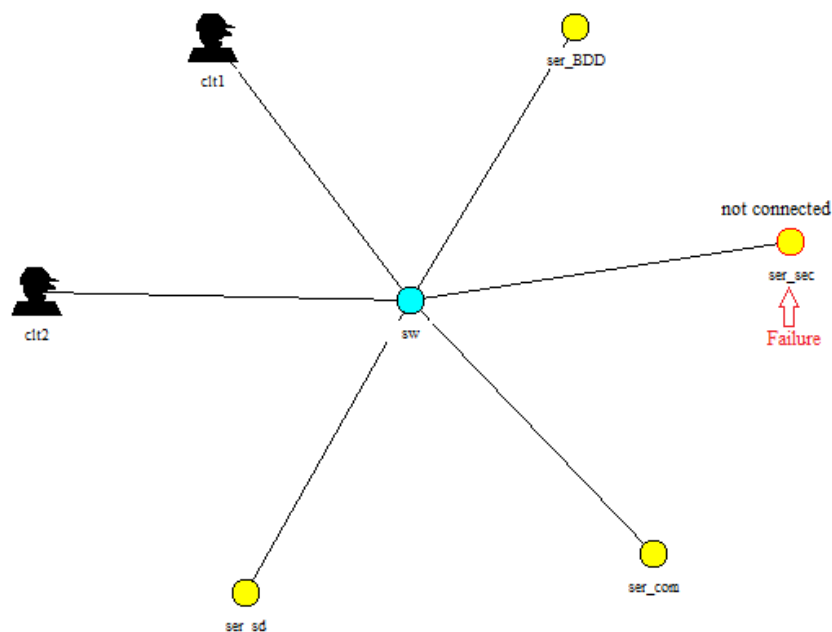 clt1
ser_BDD
not connected
ser_sec
Failure
clt2
sw
ser_com
ser_sd